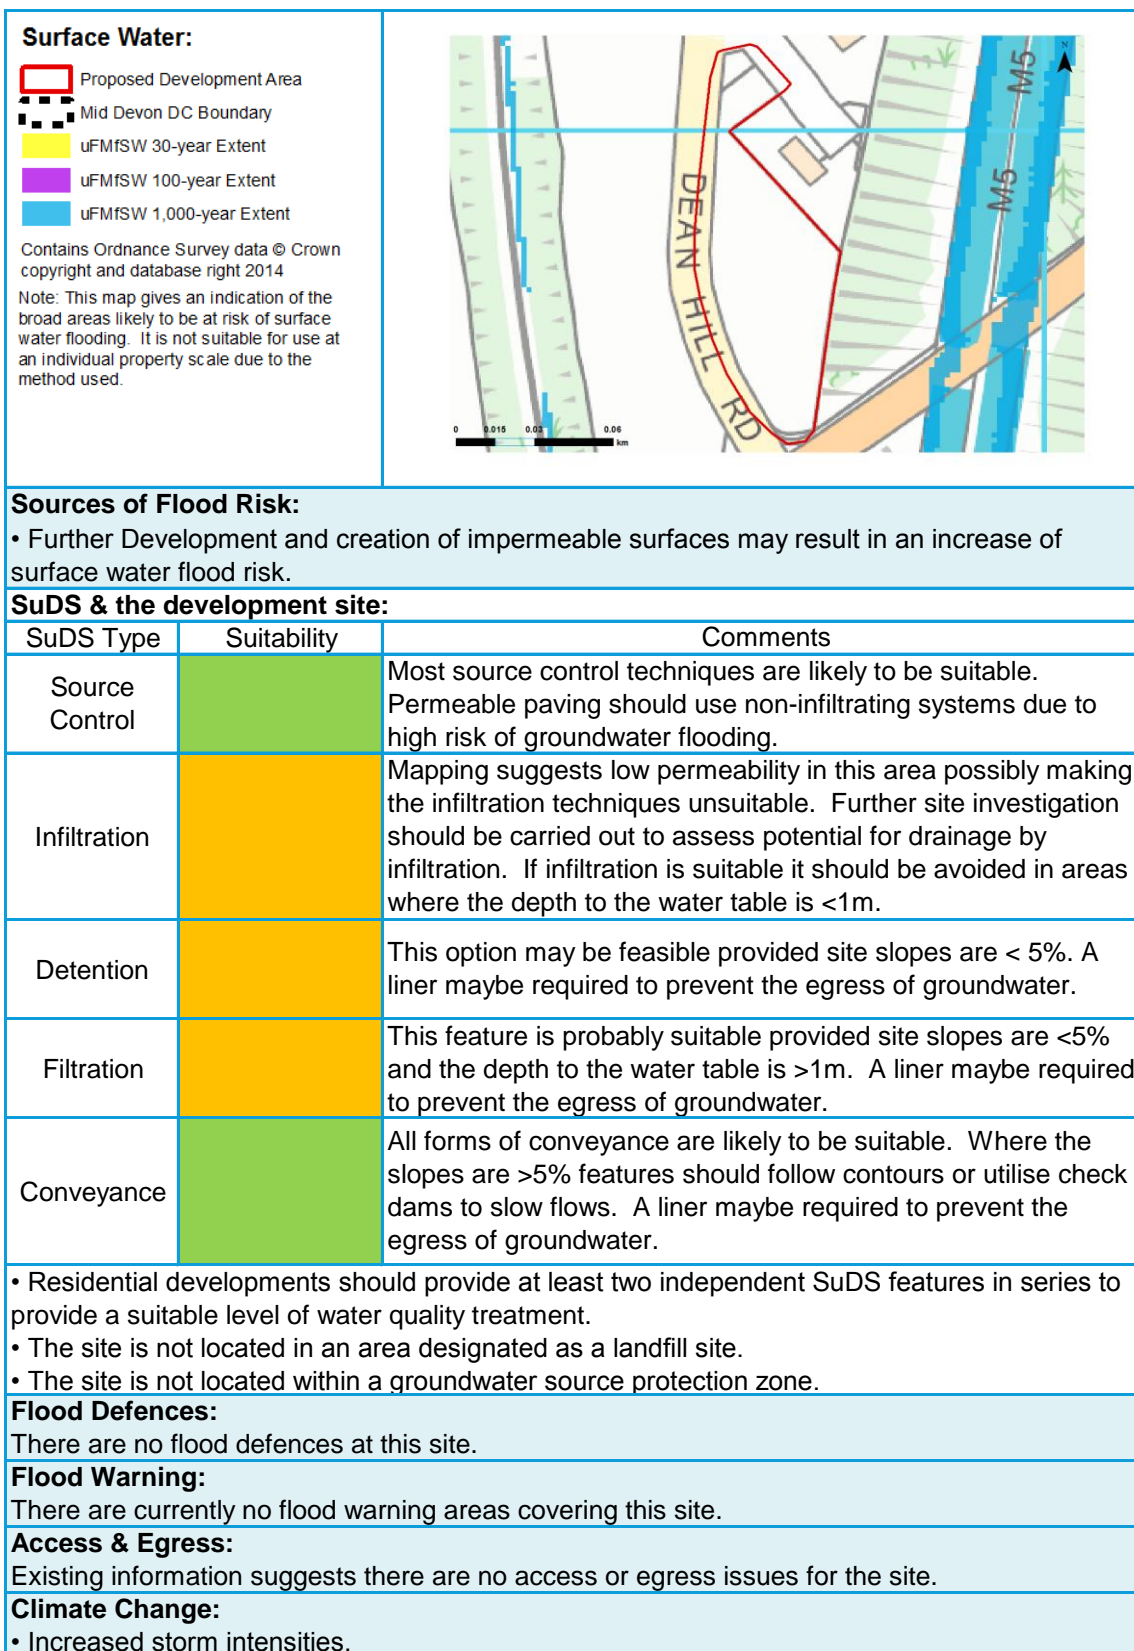 Surface Water:
Proposed Development Area
Mid Devon DC Boundary
uFMfSW 30-year Extent
uFMfSW 100-year Extent
uFMfSW 1,000-year Extent
Contains Ordnance Survey data © Crown
copyright and database right 2014
Note: This map gives an indication of the
broad areas likely to be at risk of surface
water flooding.  It is not suitable for use at
an individual property scale due to the
method used.
N
M5
M5
DEAN HILL RD
0 0.015 0.03 0.06
km
Sources of Flood Risk:
• Further Development and creation of impermeable surfaces may result in an increase of
surface water flood risk.
SuDS & the development site:
SuDS Type Suitability Comments
Source
Control
Most source control techniques are likely to be suitable.
Permeable paving should use non-infiltrating systems due to
high risk of groundwater flooding.
Infiltration
Mapping suggests low permeability in this area possibly making
the infiltration techniques unsuitable.  Further site investigation
should be carried out to assess potential for drainage by
infiltration.  If infiltration is suitable it should be avoided in areas
where the depth to the water table is <1m.
Detention
This option may be feasible provided site slopes are < 5%. A
liner maybe required to prevent the egress of groundwater.
Filtration
This feature is probably suitable provided site slopes are <5%
and the depth to the water table is >1m.  A liner maybe required
to prevent the egress of groundwater.
Conveyance
All forms of conveyance are likely to be suitable.  Where the
slopes are >5% features should follow contours or utilise check
dams to slow flows.  A liner maybe required to prevent the
egress of groundwater.
• Residential developments should provide at least two independent SuDS features in series to
provide a suitable level of water quality treatment.
• The site is not located in an area designated as a landfill site.
• The site is not located within a groundwater source protection zone.
Flood Defences:
There are no flood defences at this site.
Flood Warning:
There are currently no flood warning areas covering this site.
Access & Egress:
Existing information suggests there are no access or egress issues for the site.
Climate Change:
• Increased storm intensities.